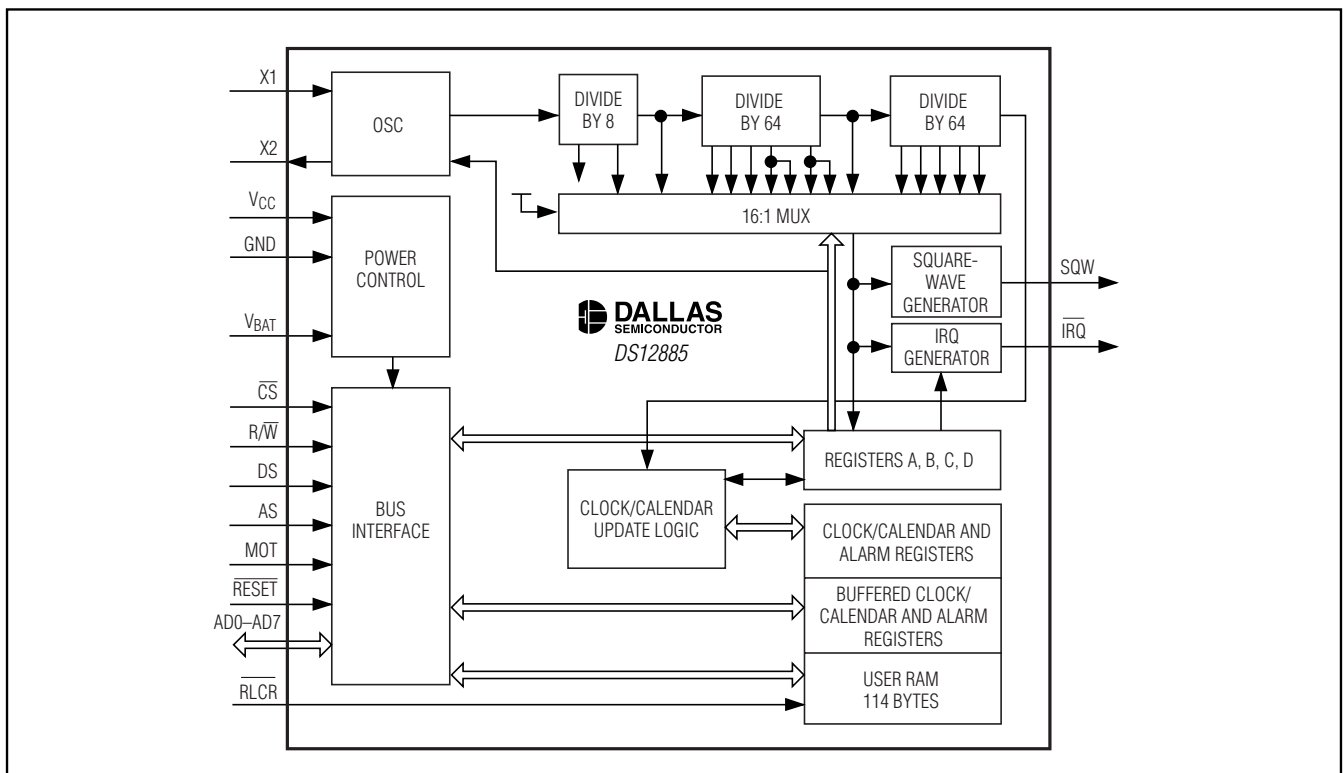 X1
X2
VCC
GND
VBAT
CS
R/W
DS
AS
MOT
RESET
AD0–AD7
RLCR
OSC
POWER
CONTROL
BUS
INTERFACE
DIVIDE
BY 8
DIVIDE
BY 64
DIVIDE
BY 64
16:1 MUX
SQUARE-
WAVE
GENERATOR
SQW
IRQ
GENERATOR
IRQ
DALLAS
SEMICONDUCTOR
DS12885
REGISTERS A, B, C, D
CLOCK/CALENDAR
UPDATE LOGIC
CLOCK/CALENDAR AND
ALARM REGISTERS
BUFFERED CLOCK/
CALENDAR AND ALARM
REGISTERS
USER RAM
114 BYTES